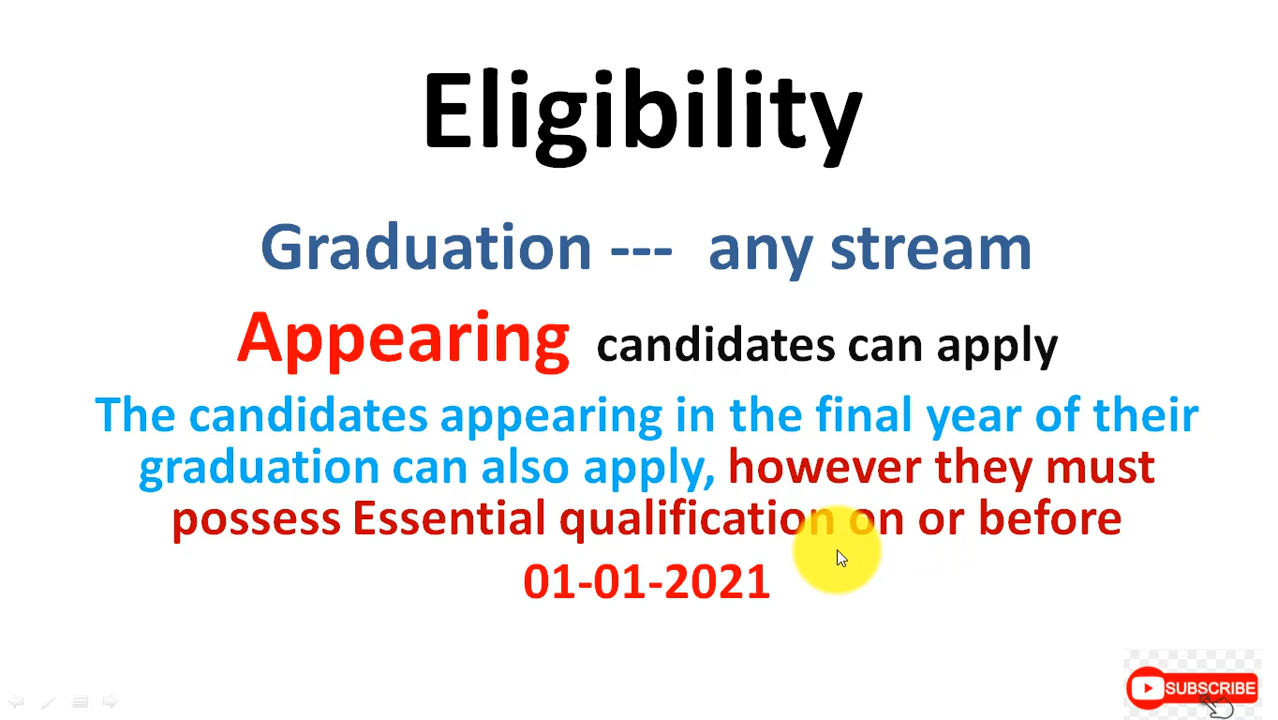 Eligibility
Graduation --- any stream
Appearing candidates can apply
The candidates appearing in the final year of their
graduation can also apply, however they must
possess Essential qualification on or before
01-01-2021
SUBSCRIBE